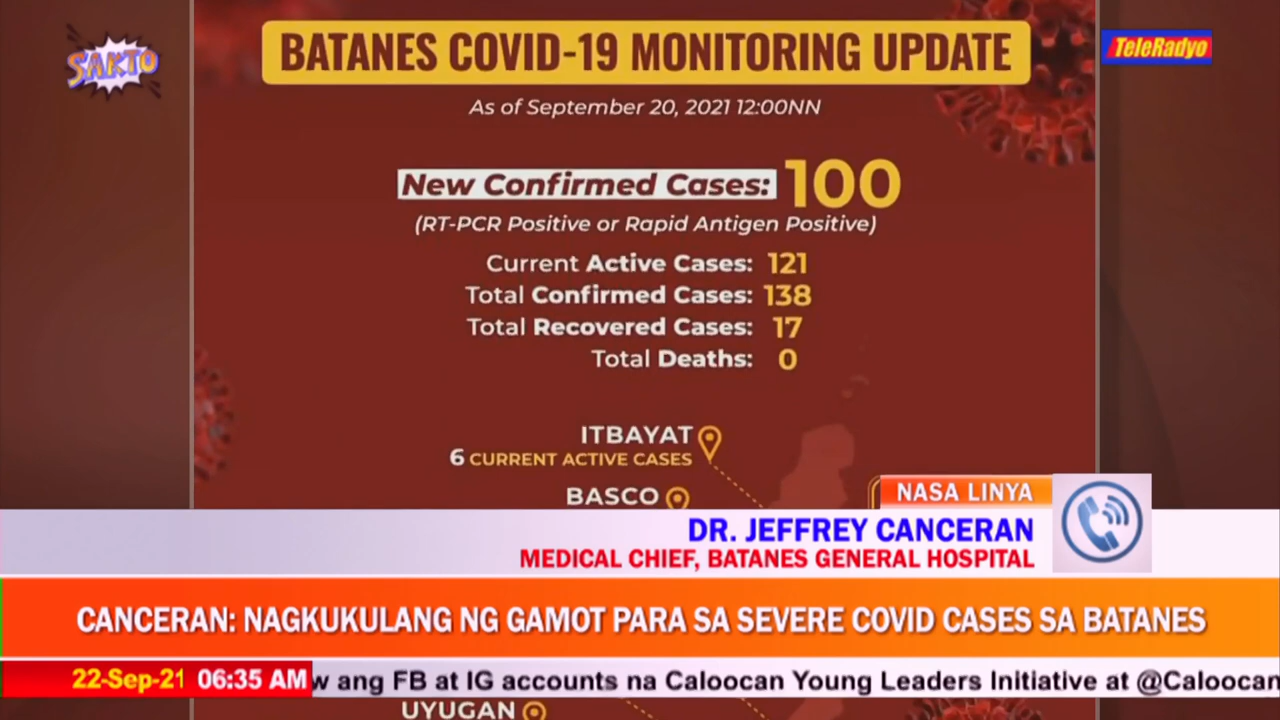 SAKTO
TeleRadyo
BATANES COVID-19 MONITORING UPDATE
As of September 20, 2021 12:00NN
New Confirmed Cases: 100
(RT-PCR Positive or Rapid Antigen Positive)
Current Active Cases: 121
Total Confirmed Cases: 138
Total Recovered Cases: 17
Total Deaths: 0
ITBAYAT
6 CURRENT ACTIVE CASES
BASCO
NASA LINYA
DR. JEFFREY CANCERAN
MEDICAL CHIEF, BATANES GENERAL HOSPITAL
CANCERAN: NAGKUKULANG NG GAMOT PARA SA SEVERE COVID CASES SA BATANES
22-Sep-21 06:35 AM
w ang FB at IG accounts na Caloocan Young Leaders Initiative at @Caloocan
UYUGAN